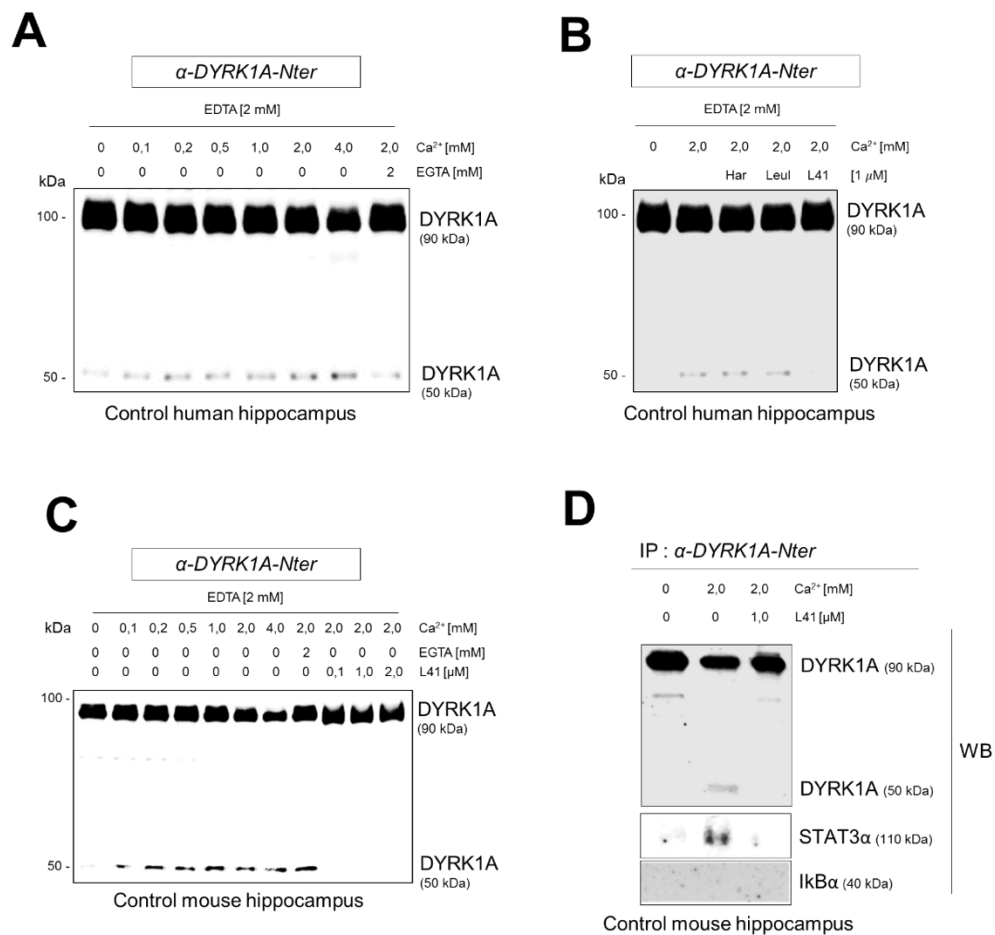 A
α-DYRK1A-Nter
EDTA [2 mM]
0 0,1 0,2 0,5 1,0 2,0 4,0 2,0 Ca²⁺ [mM]
0 0 0 0 0 0 0 2 EGTA [mM]
kDa
100 -
DYRK1A
(90 kDa)
50 -
DYRK1A
(50 kDa)
Control human hippocampus
B
α-DYRK1A-Nter
EDTA [2 mM]
0 2,0 2,0 2,0 2,0 Ca²⁺ [mM]
Har Leul L41 [1 μM]
kDa
100 -
DYRK1A
(90 kDa)
50 -
DYRK1A
(50 kDa)
Control human hippocampus
C
α-DYRK1A-Nter
EDTA [2 mM]
kDa
0 0,1 0,2 0,5 1,0 2,0 4,0 2,0 2,0 2,0 2,0 Ca²⁺ [mM]
0 0 0 0 0 0 0 2 0 0 0 EGTA [mM]
0 0 0 0 0 0 0 0 0,1 1,0 2,0 L41 [μM]
100 -
DYRK1A
(90 kDa)
50 -
DYRK1A
(50 kDa)
Control mouse hippocampus
D
IP : α-DYRK1A-Nter
0 2,0 2,0 Ca²⁺ [mM]
0 0 1,0 L41 [μM]
DYRK1A (90 kDa)
DYRK1A (50 kDa)
STAT3α (110 kDa)
IkBα (40 kDa)
WB
Control mouse hippocampus